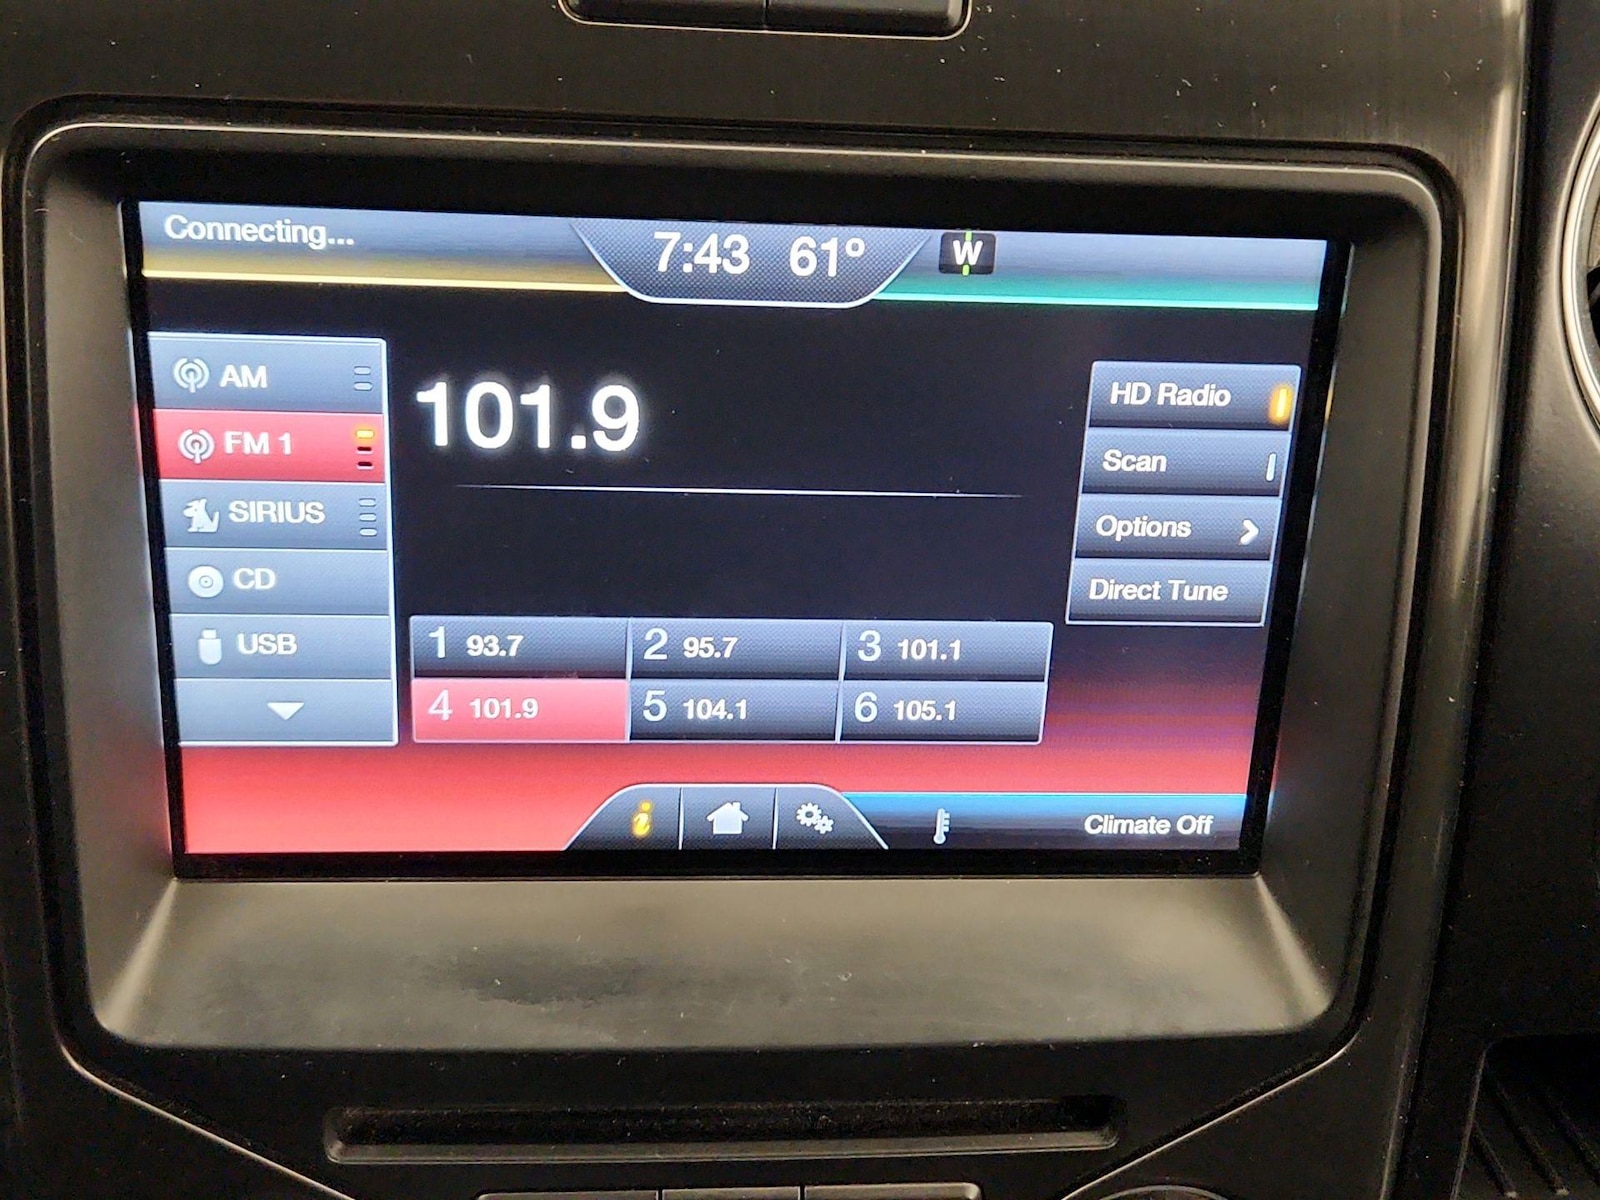 Connecting...
7:43 61°
W
AM
FM 1
SIRIUS
CD
USB
101.9
HD Radio
Scan
Options
Direct Tune
1 93.7
2 95.7
3 101.1
4 101.9
5 104.1
6 105.1
i
Climate Off